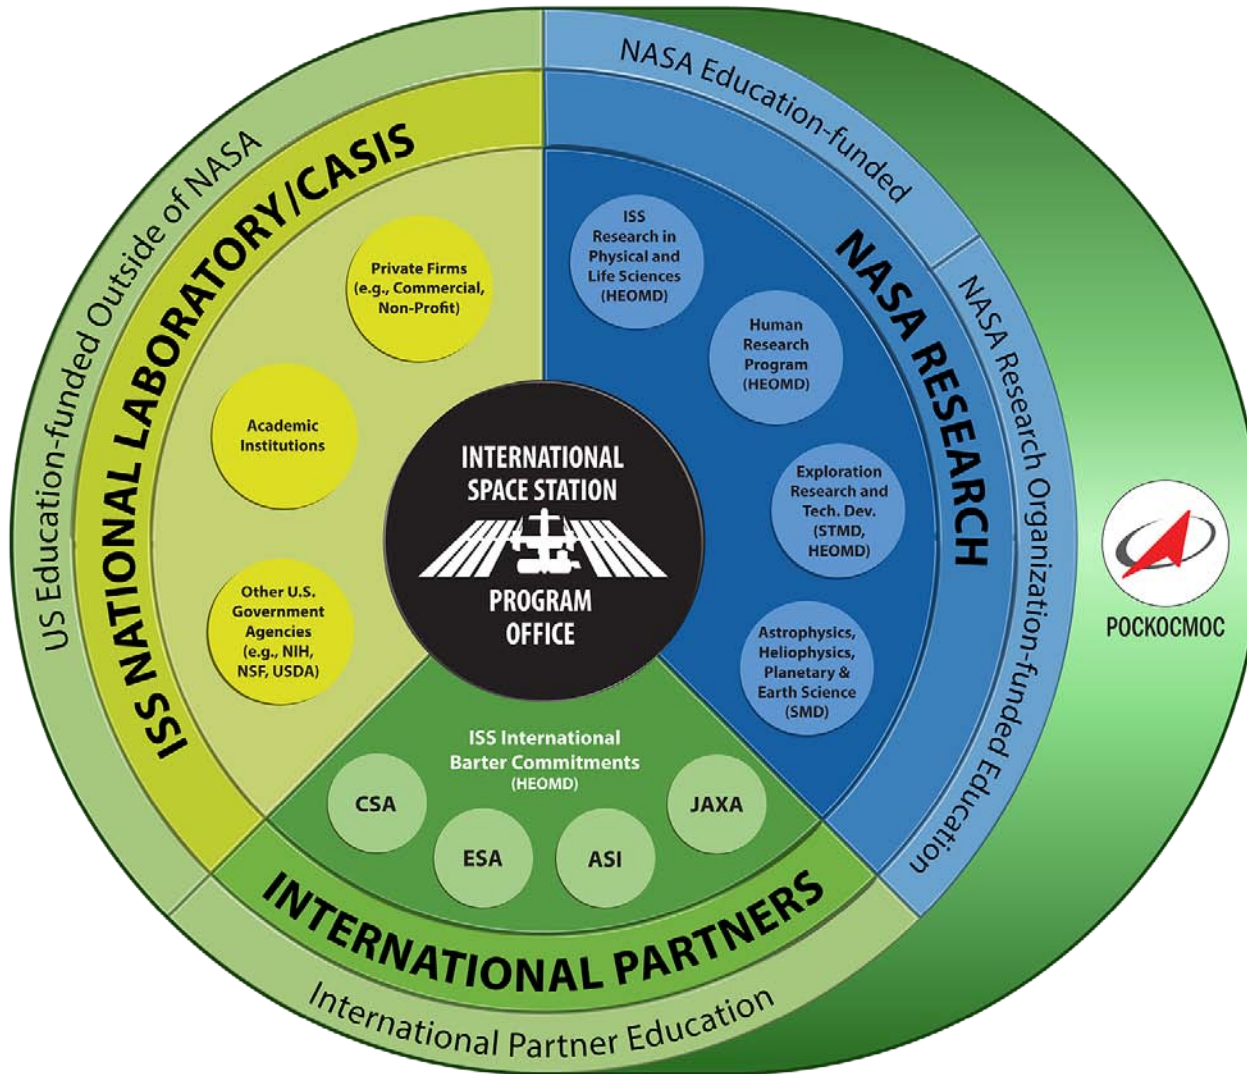 US Education-funded Outside of NASA
ISS NATIONAL LABORATORY/CASIS
Private Firms
(e.g., Commercial,
Non-Profit)
Academic
Institutions
Other U.S.
Government
Agencies
(e.g., NIH,
NSF, USDA)
NASA Education-funded
NASA Research Organization-funded Education
NASA RESEARCH
ISS
Research in
Physical and
Life Sciences
(HEOMD)
Human
Research
Program
(HEOMD)
Exploration
Research and
Tech. Dev.
(STMD,
HEOMD)
Astrophysics,
Heliophysics,
Planetary &
Earth Science
(SMD)
INTERNATIONAL
SPACE STATION
PROGRAM
OFFICE
ISS International
Barter Commitments
(HEOMD)
CSA
ESA
ASI
JAXA
INTERNATIONAL PARTNERS
International Partner Education
РОСКОСМОС